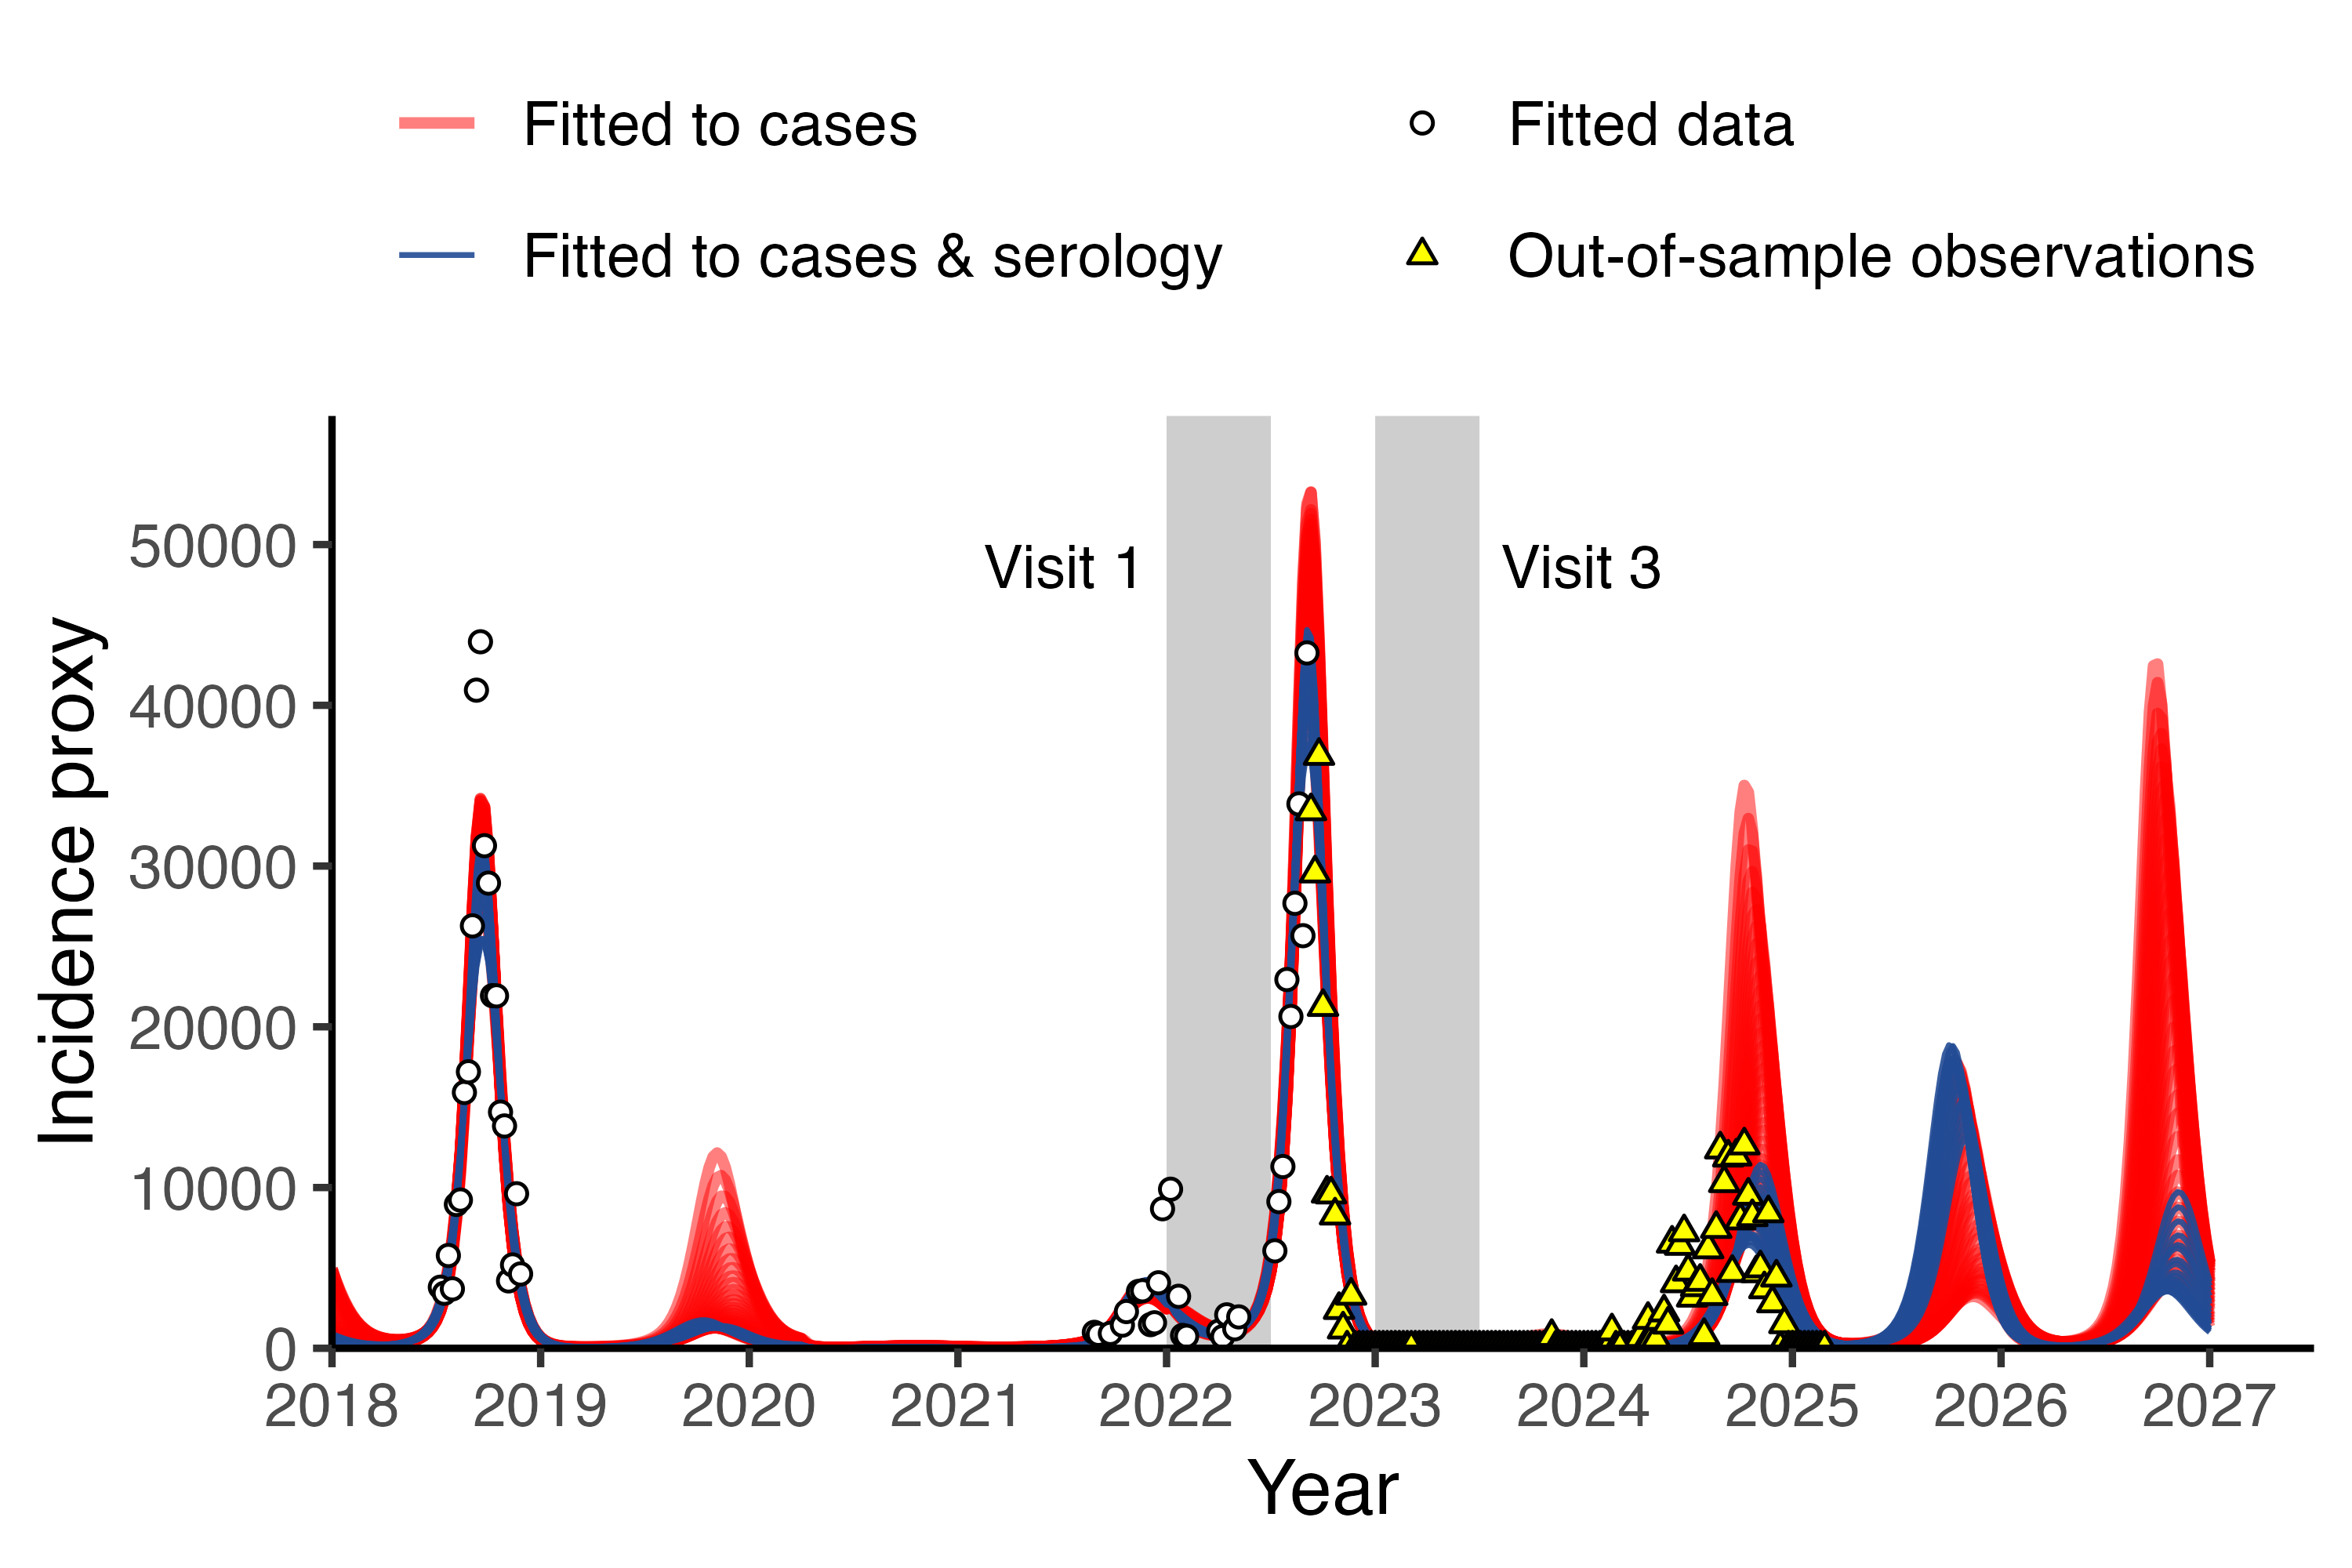 Fitted to cases
Fitted data
Fitted to cases & serology
Out-of-sample observations
Incidence proxy
50000
40000
30000
20000
10000
0
Visit 1
Visit 3
2018 2019 2020 2021 2022 2023 2024 2025 2026 2027
Year